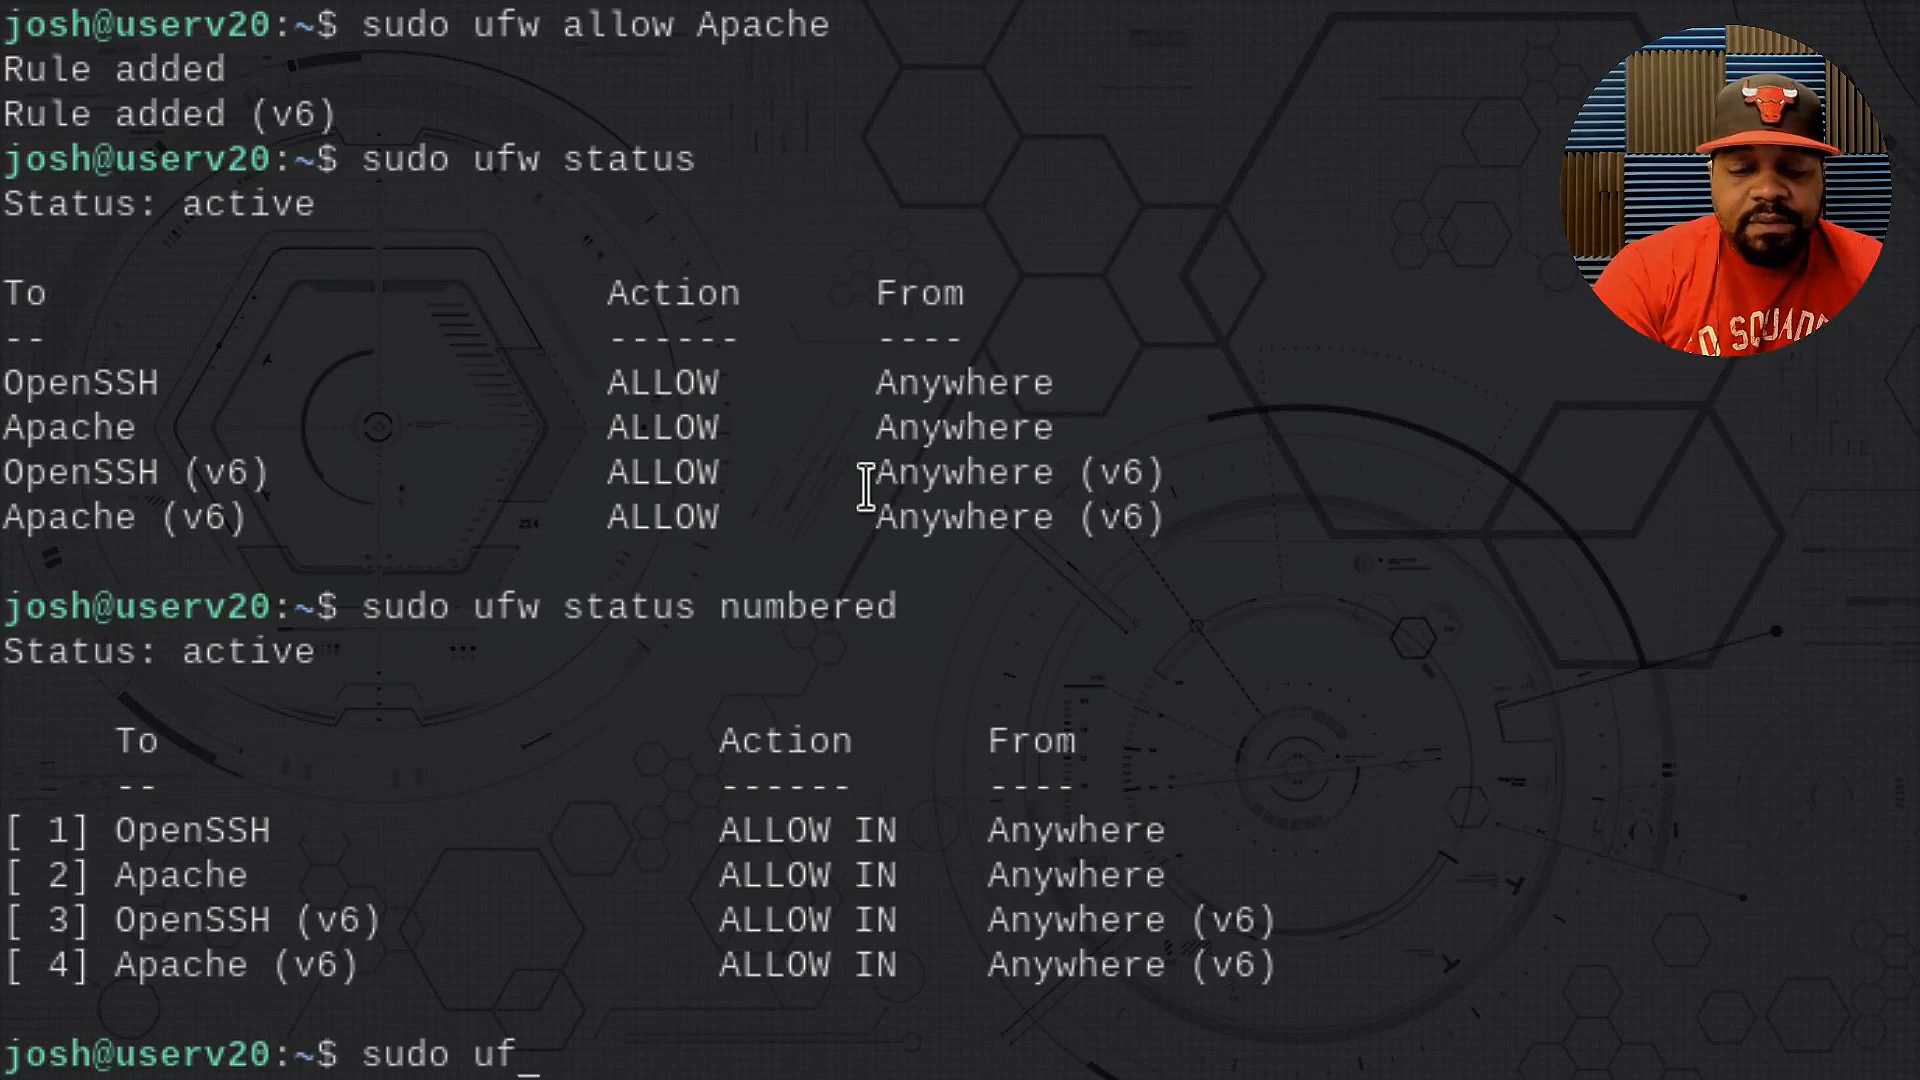 josh@userv20:~$ sudo ufw allow Apache
Rule added
Rule added (v6)
josh@userv20:~$ sudo ufw status
Status: active
To Action From
-- ------ ----
OpenSSH ALLOW Anywhere
Apache ALLOW Anywhere
OpenSSH (v6) ALLOW Anywhere (v6)
Apache (v6) ALLOW Anywhere (v6)
josh@userv20:~$ sudo ufw status numbered
Status: active
To Action From
-- ------ ----
[ 1] OpenSSH ALLOW IN Anywhere
[ 2] Apache ALLOW IN Anywhere
[ 3] OpenSSH (v6) ALLOW IN Anywhere (v6)
[ 4] Apache (v6) ALLOW IN Anywhere (v6)
josh@userv20:~$ sudo uf_
SQUAD